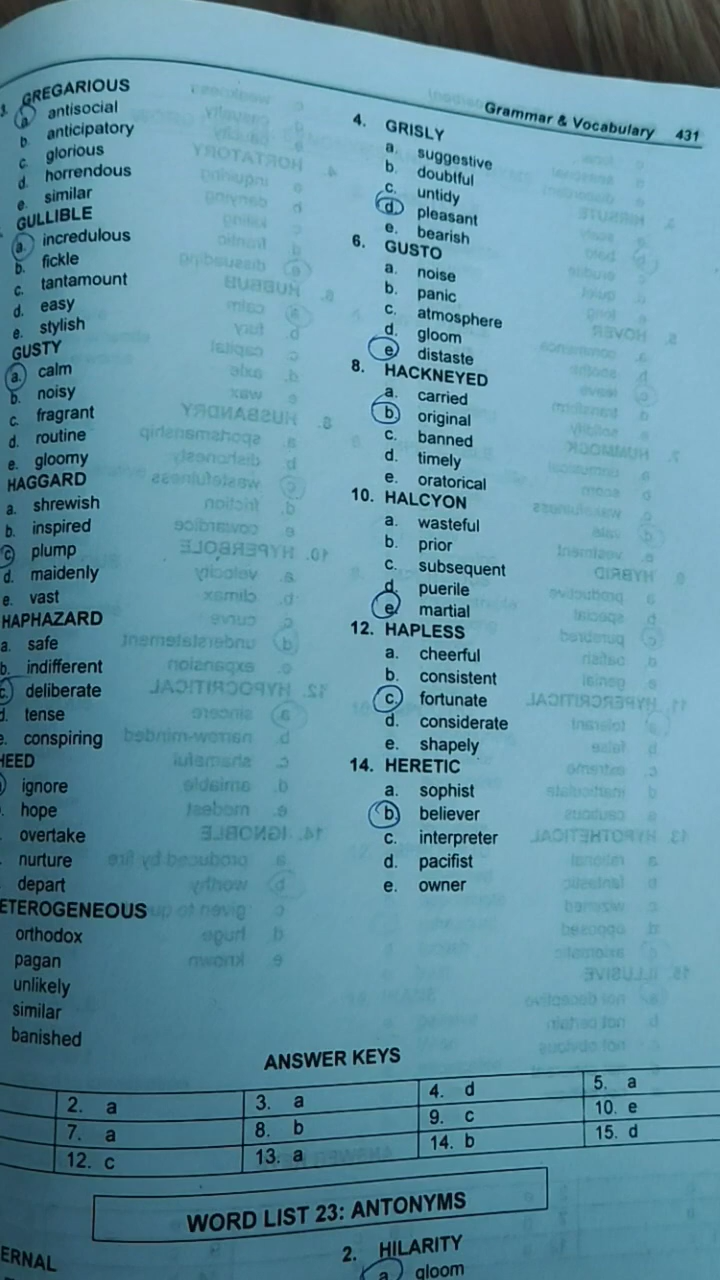 Grammar & Vocabulary 431
3. GREGARIOUS
a. antisocial
b. anticipatory
c. glorious
d. horrendous
e. similar
GULLIBLE
a. incredulous
b. fickle
c. tantamount
d. easy
e. stylish
GUSTY
a. calm
b. noisy
c. fragrant
d. routine
e. gloomy
HAGGARD
a. shrewish
b. inspired
c. plump
d. maidenly
e. vast
HAPHAZARD
a. safe
b. indifferent
c. deliberate
d. tense
e. conspiring
HEED
ignore
hope
overtake
nurture
depart
ETEROGENEOUS
orthodox
pagan
unlikely
similar
banished
4. GRISLY
a. suggestive
b. doubtful
c. untidy
d. pleasant
e. bearish
6. GUSTO
a. noise
b. panic
c. atmosphere
d. gloom
e. distaste
8. HACKNEYED
a. carried
b. original
c. banned
d. timely
e. oratorical
10. HALCYON
a. wasteful
b. prior
c. subsequent
d. puerile
e. martial
12. HAPLESS
a. cheerful
b. consistent
c. fortunate
d. considerate
e. shapely
14. HERETIC
a. sophist
b. believer
c. interpreter
d. pacifist
e. owner
ANSWER KEYS
2. a 3. a 4. d 5. a
7. a 8. b 9. c 10. e
12. c 13. a 14. b 15. d
WORD LIST 23: ANTONYMS
ERNAL
2. HILARITY
a gloom